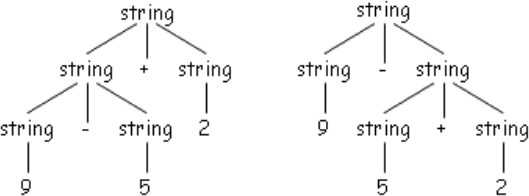 string string
string + string string - string
string - string 2 9 string + string
9 5 5 2